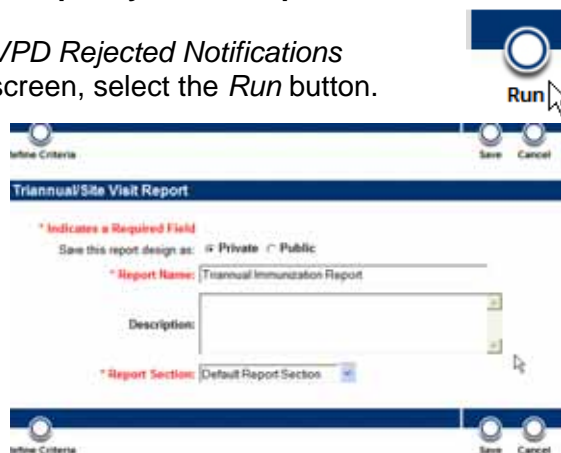 VPD Rejected Notifications
screen, select the Run button.
Run
efine Criteria
Save Cancel
Triannual/Site Visit Report
* Indicates a Required Field
Save this report design as: Private Public
* Report Name: Triannual Immunization Report
Description:
* Report Section: Default Report Section
efine Criteria
Save Cancel